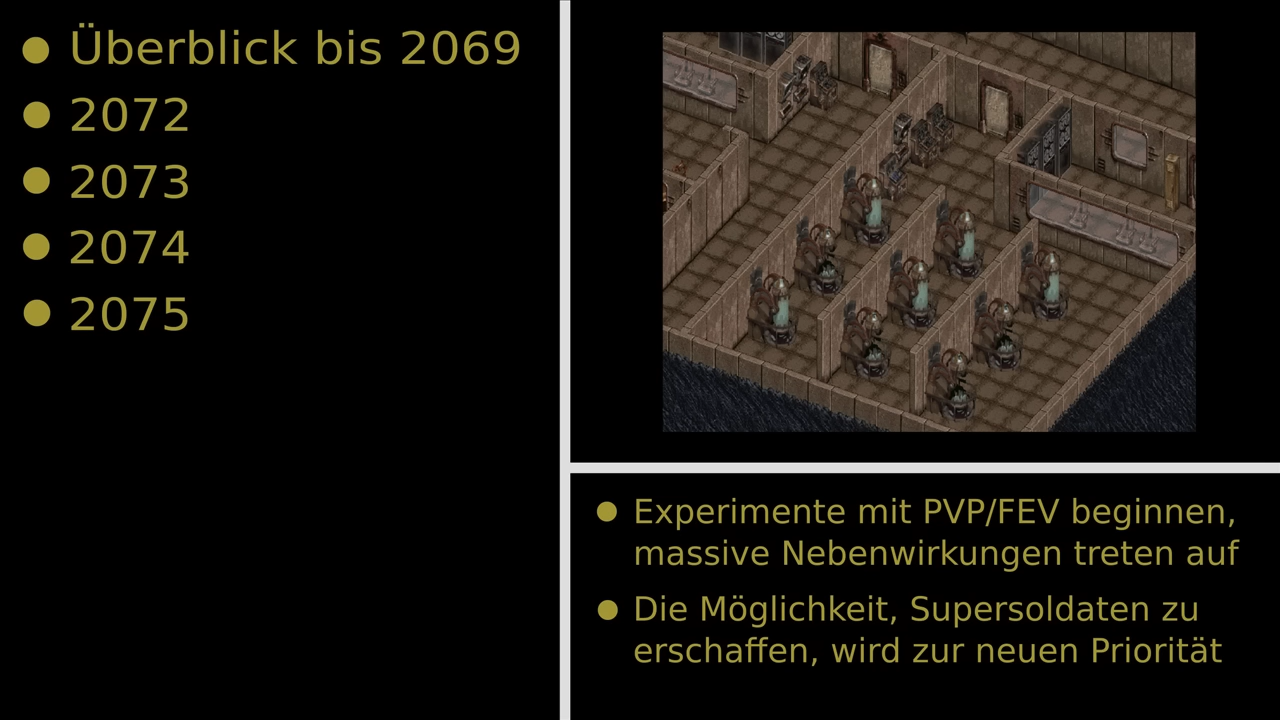 Überblick bis 2069
2072
2073
2074
2075
Experimente mit PVP/FEV beginnen,
massive Nebenwirkungen treten auf
Die Möglichkeit, Supersoldaten zu
erschaffen, wird zur neuen Priorität